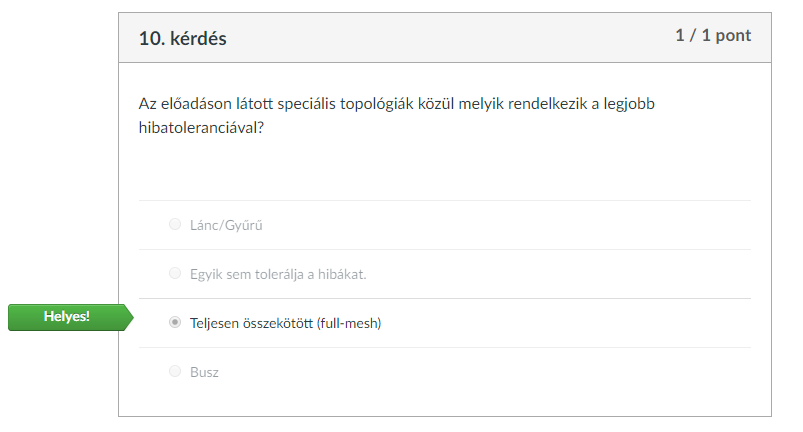 10. kérdés
1 / 1 pont
Az előadáson látott speciális topológiák közül melyik rendelkezik a legjobb
hibatoleranciával?
Lánc/Gyűrű
Egyik sem tolerálja a hibákat.
Helyes!
Teljesen összekötött (full-mesh)
Busz